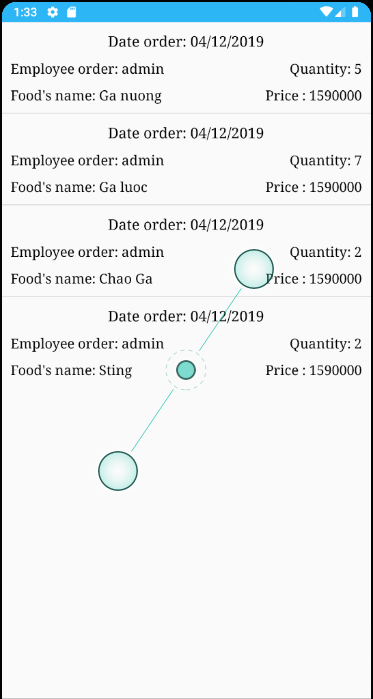 1:33
Date order: 04/12/2019
Employee order: admin Quantity: 5
Food's name: Ga nuong Price : 1590000
Date order: 04/12/2019
Employee order: admin Quantity: 7
Food's name: Ga luoc Price : 1590000
Date order: 04/12/2019
Employee order: admin Quantity: 2
Food's name: Chao Ga Price : 1590000
Date order: 04/12/2019
Employee order: admin Quantity: 2
Food's name: Sting Price : 1590000